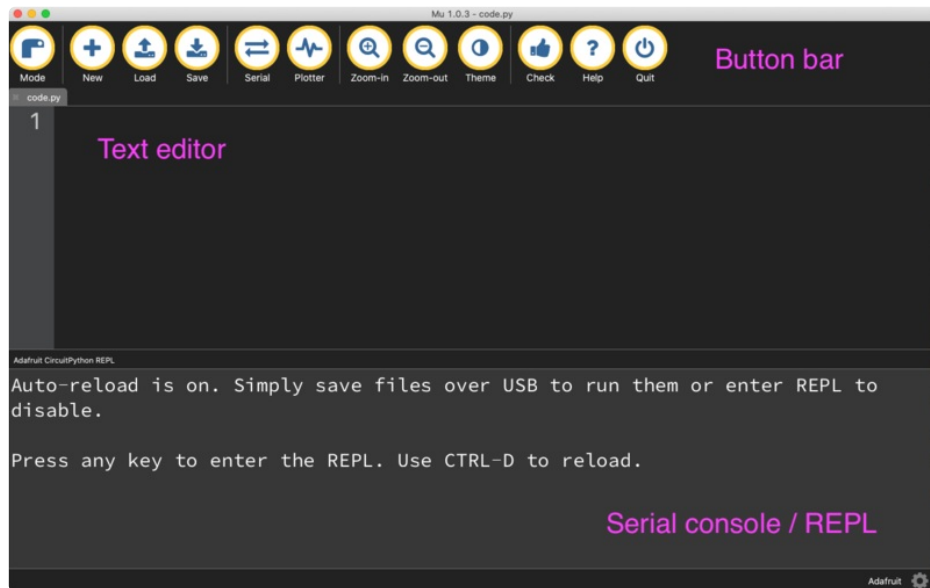 Mu 1.0.3 - code.py
Mode New Load Save Serial Plotter Zoom-in Zoom-out Theme Check Help Quit
Button bar
code.py
1
Text editor
Adafruit CircuitPython REPL
Auto-reload is on. Simply save files over USB to run them or enter REPL to
disable.
Press any key to enter the REPL. Use CTRL-D to reload.
Serial console / REPL
Adafruit